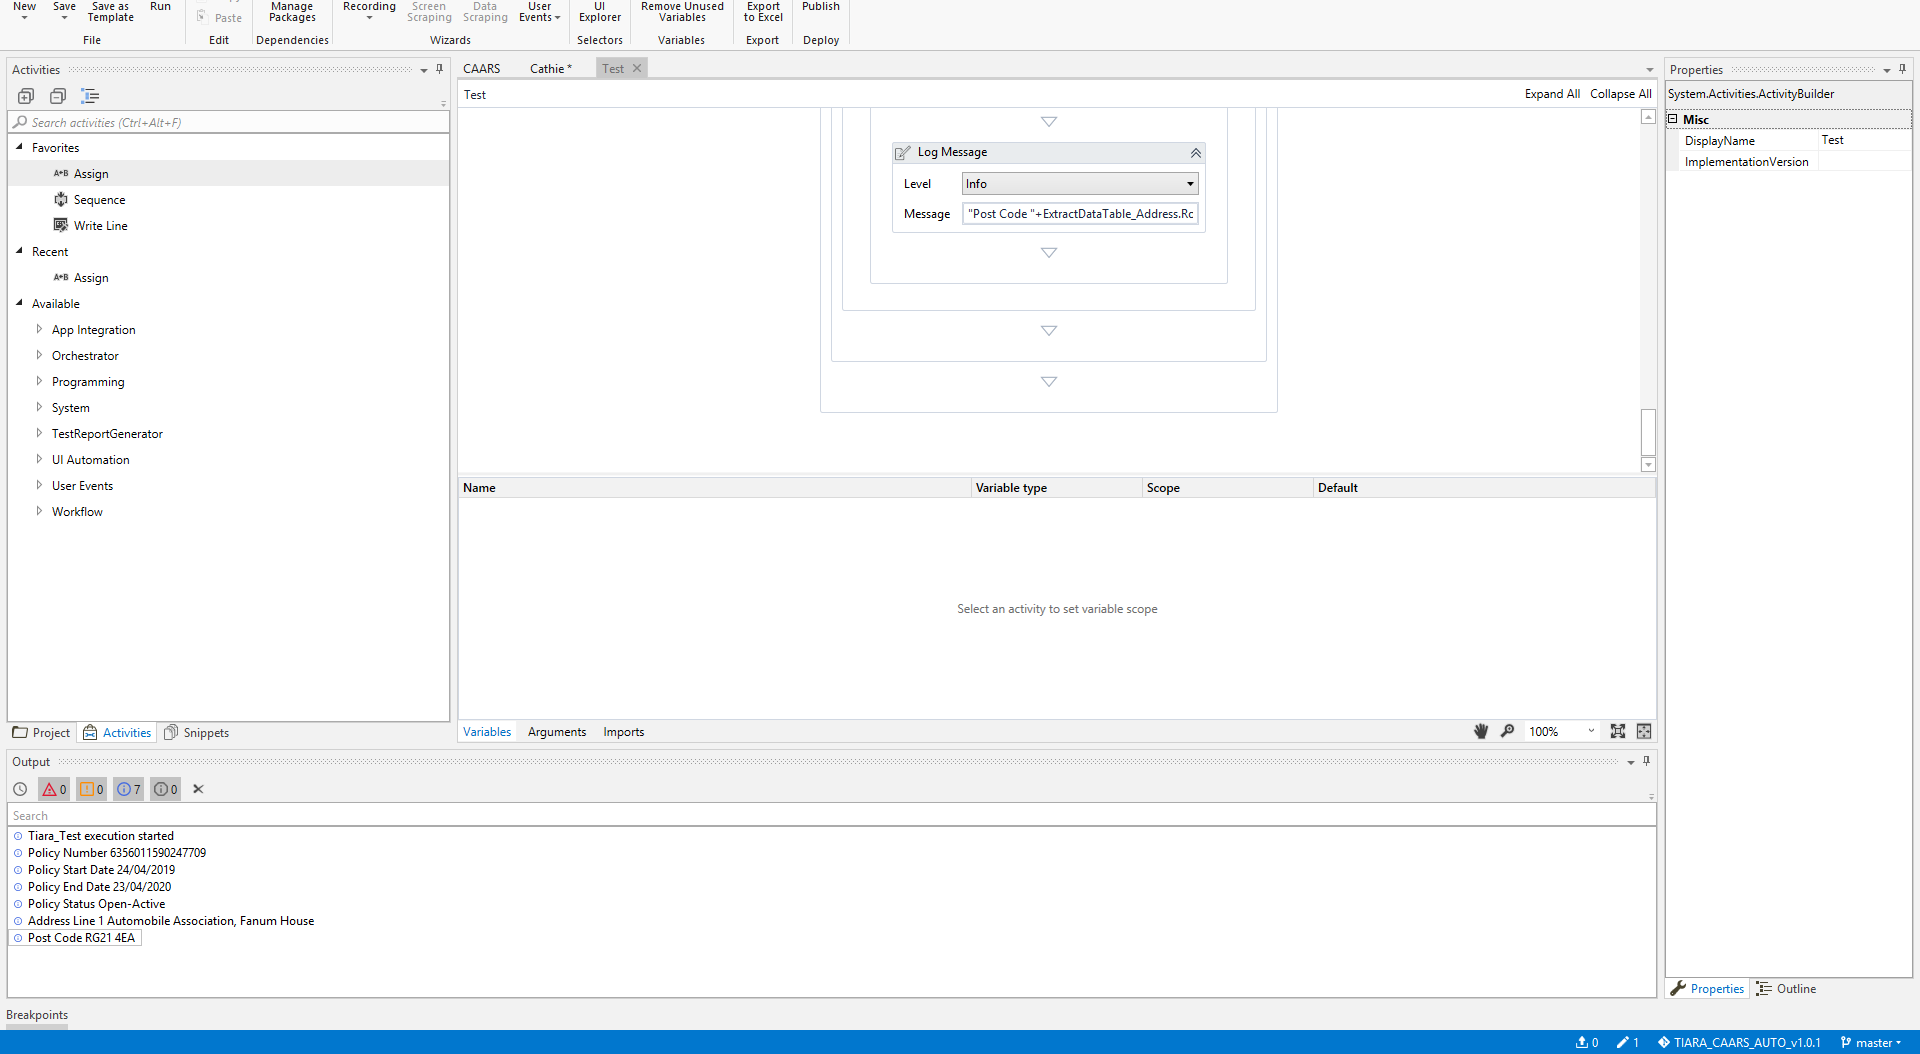 New Save Save as Template Run
Paste
Manage Packages
Recording
Screen Scraping
Data Scraping
User Events
UI Explorer
Remove Unused Variables
Export to Excel
Publish
File Edit Dependencies Wizards Selectors Variables Export Deploy
Activities
Search activities (Ctrl+Alt+F)
Favorites
A+B Assign
Sequence
Write Line
Recent
A+B Assign
Available
App Integration
Orchestrator
Programming
System
TestReportGenerator
UI Automation
User Events
Workflow
Project Activities Snippets
CAARS Cathie * Test
Test Expand All Collapse All
Log Message
Level Info
Message "Post Code "+ExtractDataTable_Address.Rc
Name Variable type Scope Default
Select an activity to set variable scope
Variables Arguments Imports 100%
Properties
System.Activities.ActivityBuilder
Misc
DisplayName Test
ImplementationVersion
Properties Outline
Output
0 0 7 0
Search
Tiara_Test execution started
Policy Number 6356011590247709
Policy Start Date 24/04/2019
Policy End Date 23/04/2020
Policy Status Open-Active
Address Line 1 Automobile Association, Fanum House
Post Code RG21 4EA
Breakpoints
0 1 TIARA_CAARS_AUTO_v1.0.1 master